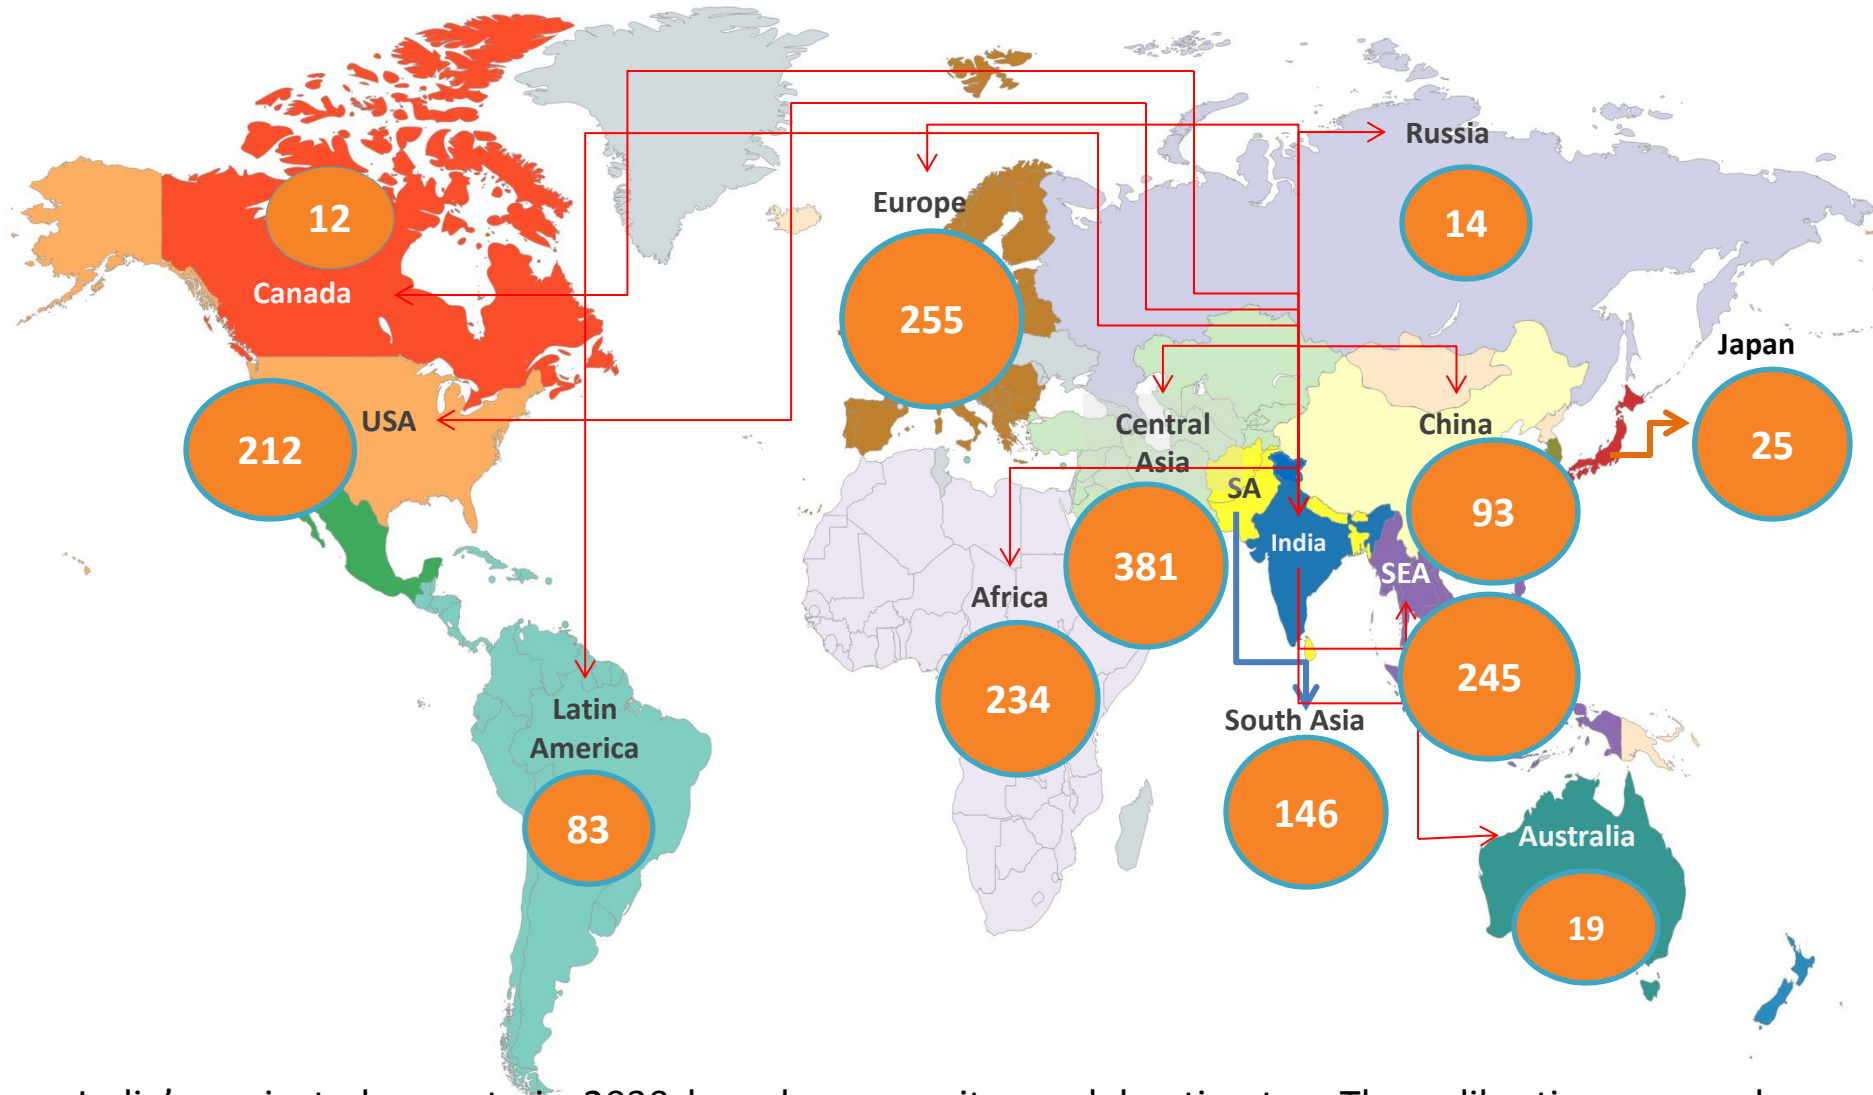 Russia
14
12
Canada
Europe
255
Japan
25
USA
212
Central
Asia
381
China
93
SA
India
SEA
245
Africa
234
Latin
America
83
South Asia
146
Australia
19